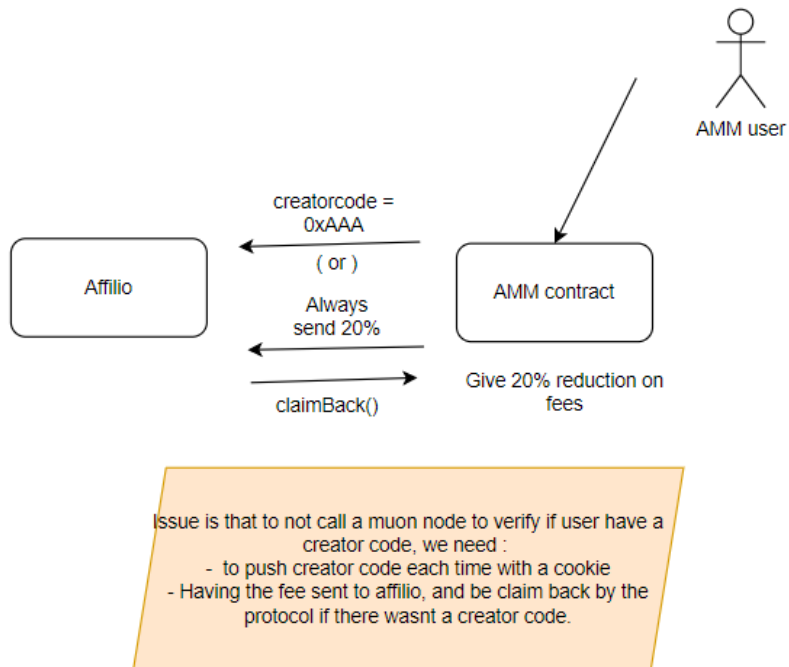 AMM user
creatorcode =
0xAAA
( or )
Affilio
AMM contract
Always
send 20%
claimBack()
Give 20% reduction on
fees
Issue is that to not call a muon node to verify if user have a
creator code, we need :
- to push creator code each time with a cookie
- Having the fee sent to affilio, and be claim back by the
protocol if there wasnt a creator code.